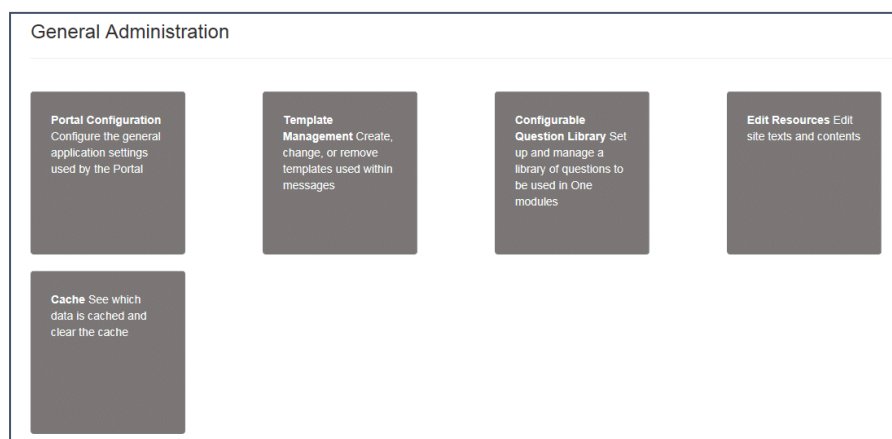 General Administration
Portal Configuration
Configure the general
application settings
used by the Portal
Template
Management Create,
change, or remove
templates used within
messages
Configurable
Question Library Set
up and manage a
library of questions to
be used in One
modules
Edit Resources Edit
site texts and contents
Cache See which
data is cached and
clear the cache